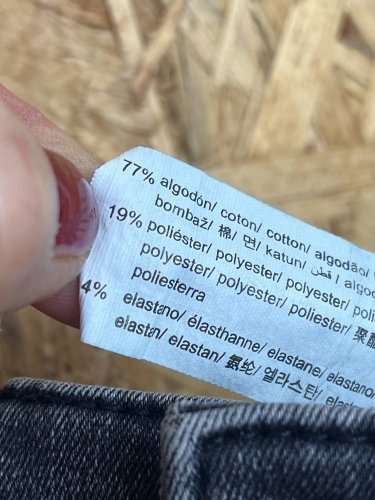 77% algodón/ coton/ cotton/ algodão/
bombaž/ 棉/ 면/ katun/ قطن/
19% poliéster/ polyester/ polyester/
polyester/ polyester/ poliester/
poliesterra
4% elastano/ élasthanne/ elastane/ elastano/
elastan/ elastan/ 氨纶/ 엘라스탄/